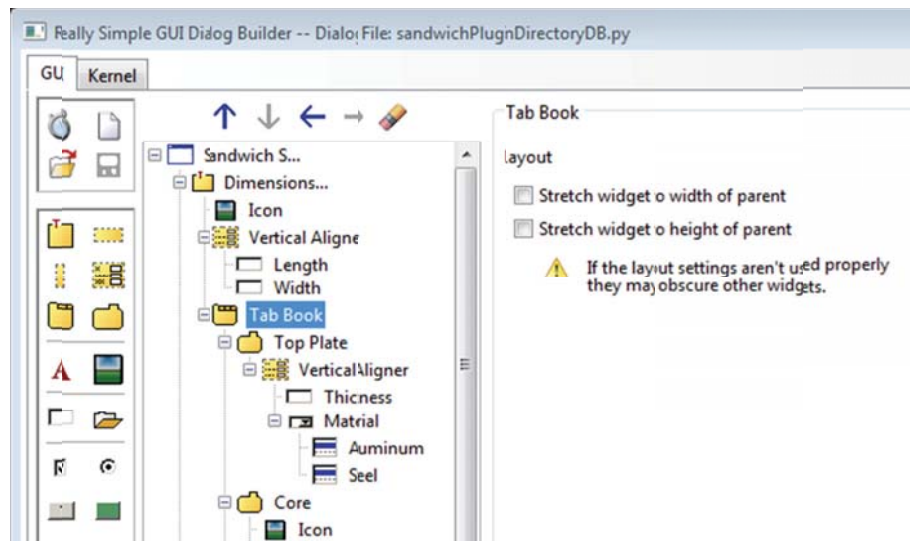 Really Simple GUI Dialog Builder -- Dialo File: sandwichPlugnDirectoryDB.py
GU Kernel
Sandwich S...
Dimensions...
Icon
Vertical Aligne
Length
Width
Tab Book
Top Plate
VerticalAligner
Thicness
Matrial
Auminum
Seel
Core
Icon
Tab Book
layout
Stretch widget o width of parent
Stretch widget o height of parent
If the layout settings aren't used properly
they may obscure other widgets.